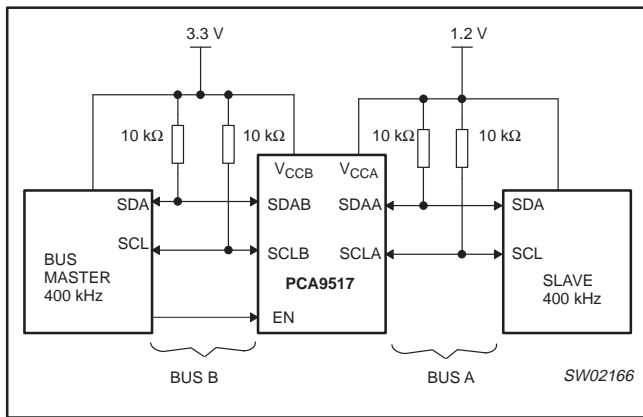 3.3 V
1.2 V
10 kΩ
10 kΩ
10 kΩ
10 kΩ
VCCB
VCCA
SDA
SDAB
SDAA
SDA
SCL
SCLB
SCLA
SCL
BUS
MASTER
400 kHz
PCA9517
SLAVE
400 kHz
EN
BUS B
BUS A
SW02166